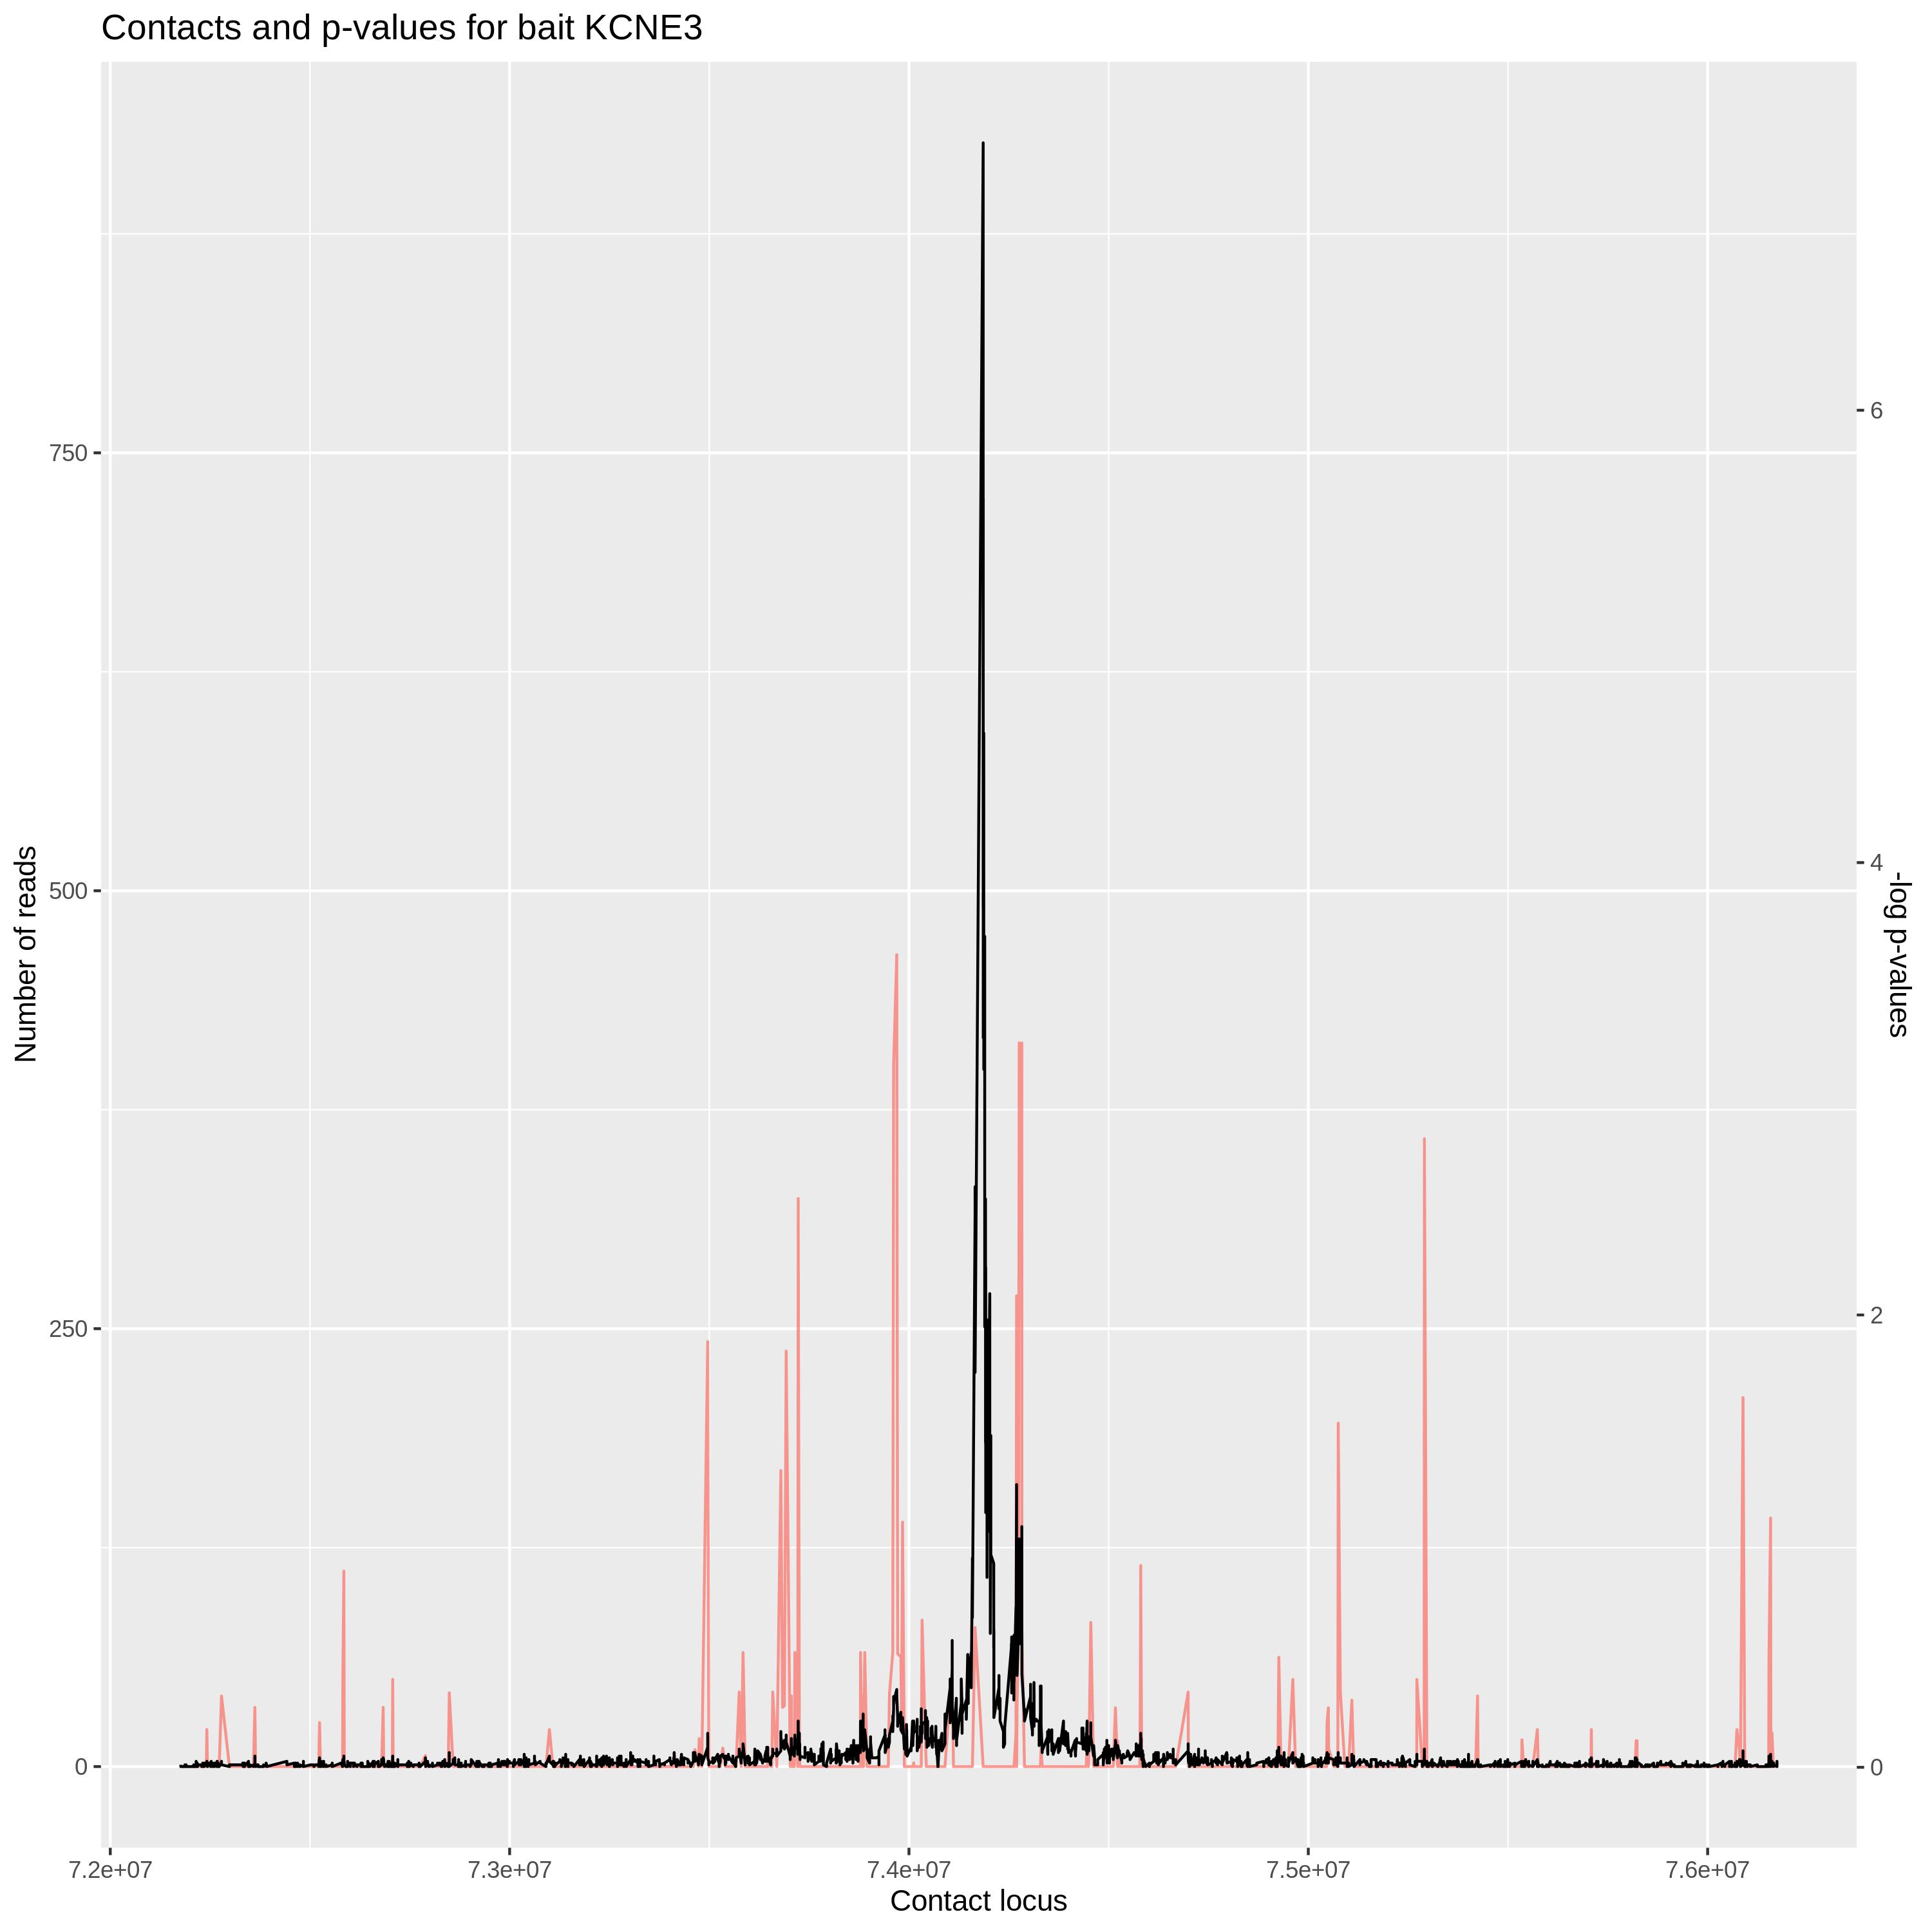 Contacts and p-values for bait KCNE3
Number of reads
750
500
250
0
6
4
2
0
-log p-values
7.2e+07
7.3e+07
7.4e+07
7.5e+07
7.6e+07
Contact locus